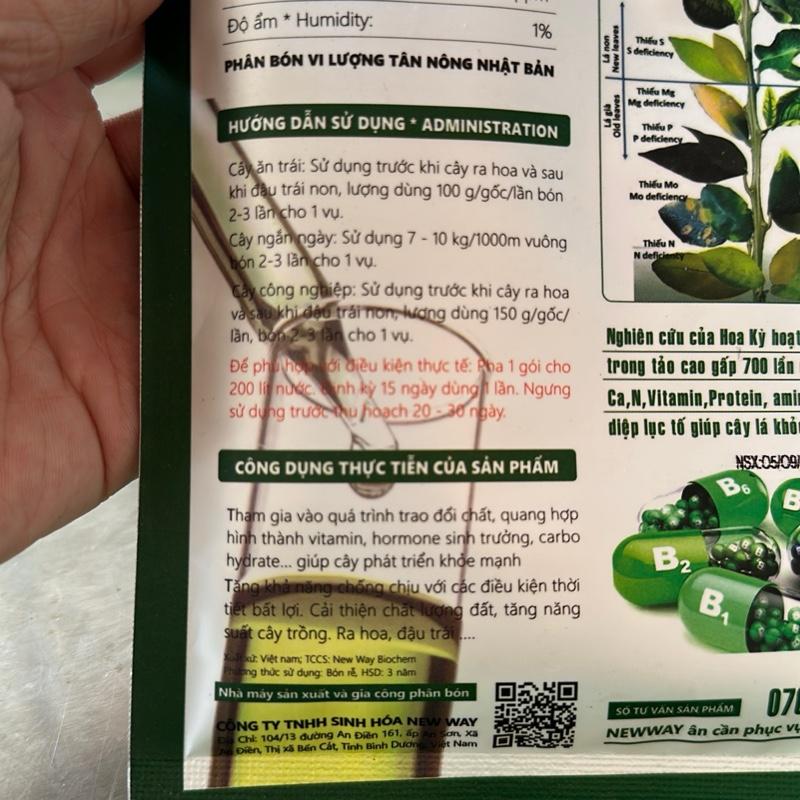 Độ ẩm * Humidity:
1%
PHÂN BÓN VI LƯỢNG TÂN NÔNG NHẬT BẢN
HƯỚNG DẪN SỬ DỤNG * ADMINISTRATION
Cây ăn trái: Sử dụng trước khi cây ra hoa và sau
khi đậu trái non, lượng dùng 100 g/gốc/lần bón
2-3 lần cho 1 vụ.
Cây ngắn ngày: Sử dụng 7 - 10 kg/1000m vuông
bón 2-3 lần cho 1 vụ.
Cây công nghiệp: Sử dụng trước khi cây ra hoa
và sau khi đậu trái non, lượng dùng 150 g/gốc/
lần, bón 2-3 lần cho 1 vụ.
Để phù hợp với điều kiện thực tế: Pha 1 gói cho
200 lít nước. Định kỳ 15 ngày dùng 1 lần. Ngưng
sử dụng trước thu hoạch 20 - 30 ngày.
CÔNG DỤNG THỰC TIỄN CỦA SẢN PHẨM
Tham gia vào quá trình trao đổi chất, quang hợp
hình thành vitamin, hormone sinh trưởng, carbo
hydrate... giúp cây phát triển khỏe mạnh
Tăng khả năng chống chịu với các điều kiện thời
tiết bất lợi. Cải thiện chất lượng đất, tăng năng
suất cây trồng. Ra hoa, đậu trái ....
Xuất xứ: Việt nam; TCCS: New Way Biochem
Phương thức sử dụng: Bón rễ, HSD: 3 năm
Nhà máy sản xuất và gia công phân bón
CÔNG TY TNHH SINH HÓA NEW WAY
Địa Chỉ: 104/13 đường An Điền 161, ấp An Sơn, Xã
An Điền, Thị xã Bến Cát, Tỉnh Bình Dương, Việt Nam
Lá non
New leaves
Thiếu S
S deficiency
Lá già
Old leaves
Thiếu Mg
Mg deficiency
Thiếu P
P deficiency
Thiếu Mo
Mo deficiency
Thiếu N
N deficiency
Nghiên cứu của Hoa Kỳ hoạt
trong tảo cao gấp 700 lần
Ca,N,Vitamin,Protein, amin
diệp lục tố giúp cây lá khỏe
NSX:05/09/
B6
B2
B1
SỐ TƯ VẤN SẢN PHẨM
NEWWAY ân cần phục vụ